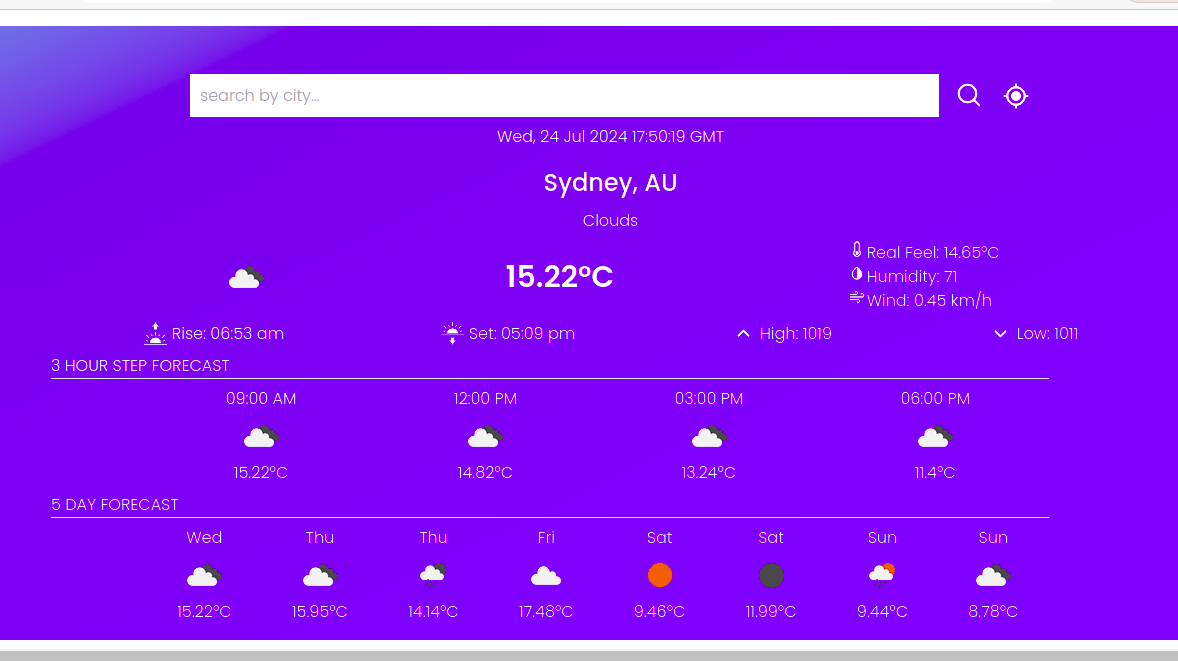 search by city...
Wed, 24 Jul 2024 17:50:19 GMT
Sydney, AU
Clouds
15.22°C
Real Feel: 14.65°C
Humidity: 71
Wind: 0.45 km/h
Rise: 06:53 am Set: 05:09 pm High: 1019 Low: 1011
3 HOUR STEP FORECAST
09:00 AM 12:00 PM 03:00 PM 06:00 PM
15.22°C 14.82°C 13.24°C 11.4°C
5 DAY FORECAST
Wed Thu Thu Fri Sat Sat Sun Sun
15.22°C 15.95°C 14.14°C 17.48°C 9.46°C 11.99°C 9.44°C 8.78°C